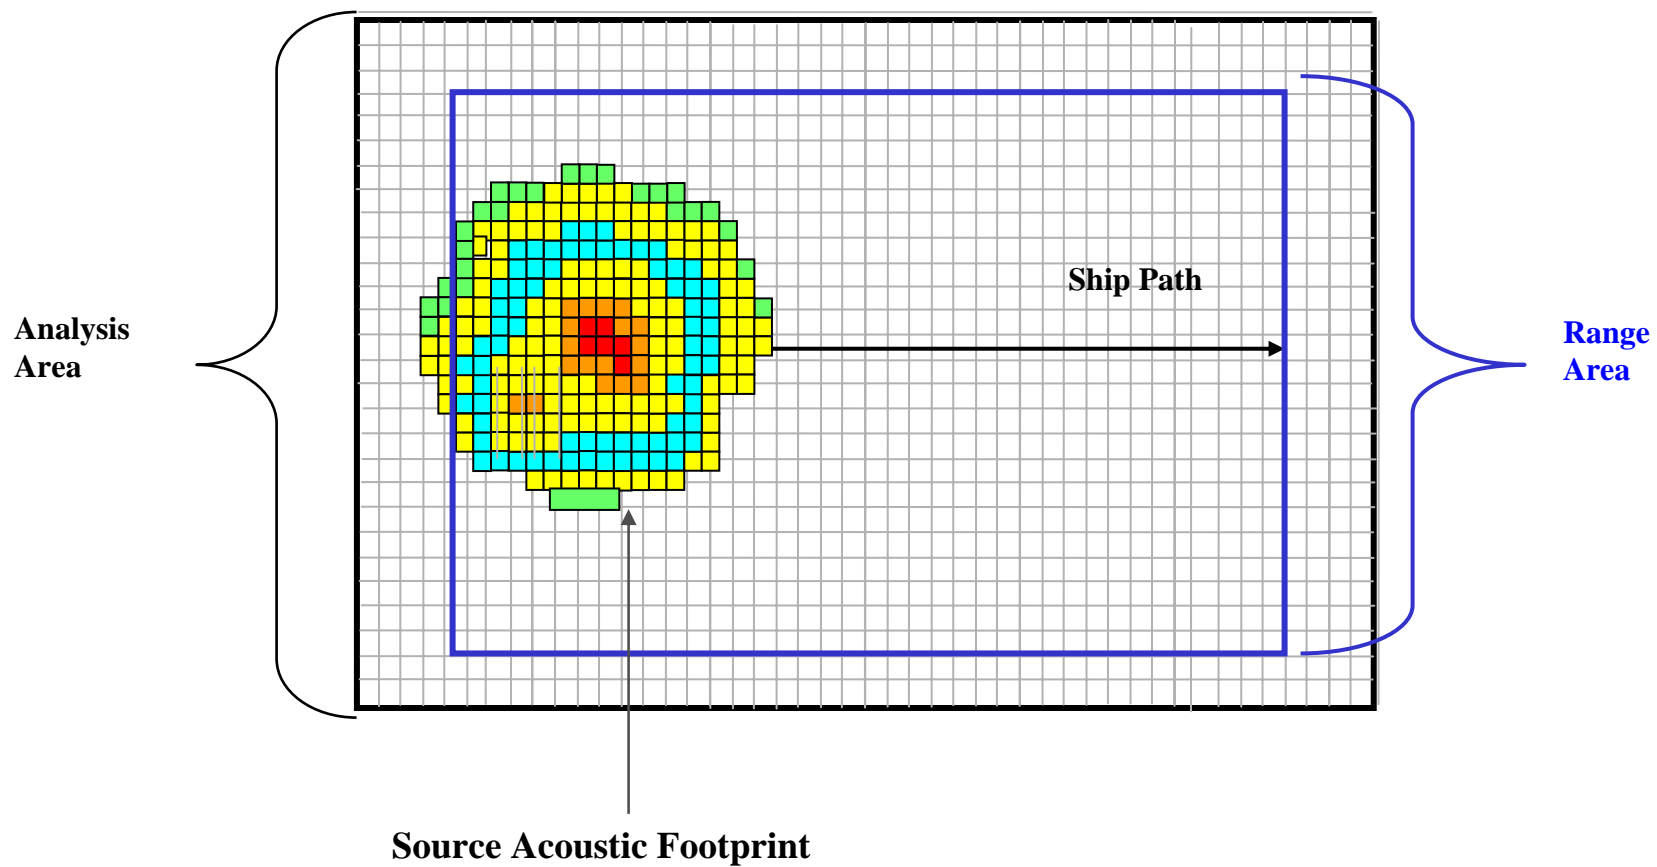 Ship Path
Analysis
Area
Range
Area
Source Acoustic Footprint